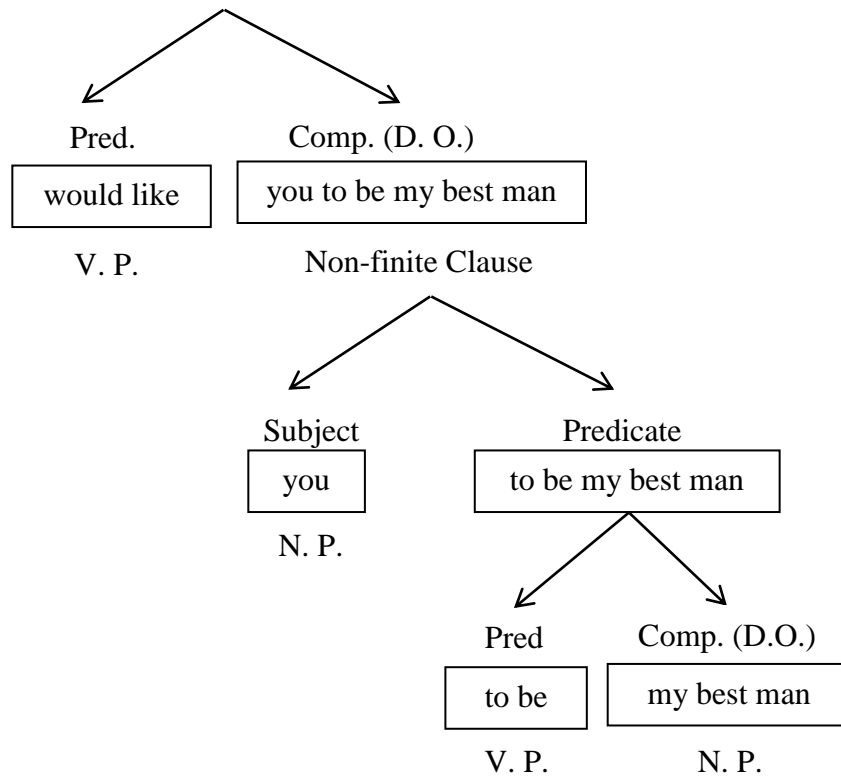 Pred. Comp. (D. O.)
would like you to be my best man
V. P. Non-finite Clause
Subject Predicate
you to be my best man
N. P.
Pred Comp. (D.O.)
to be my best man
V. P. N. P.